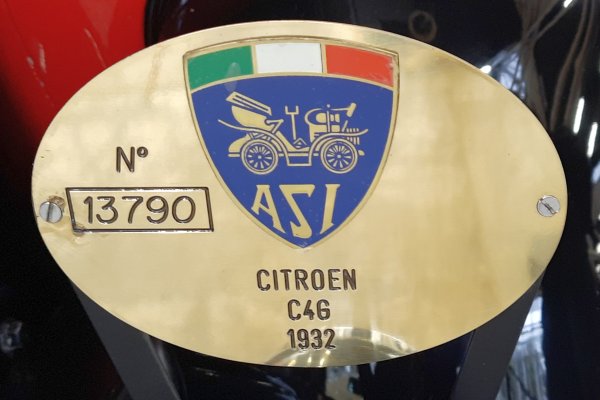 N°
13790
ASI
CITROEN
C4G
1932